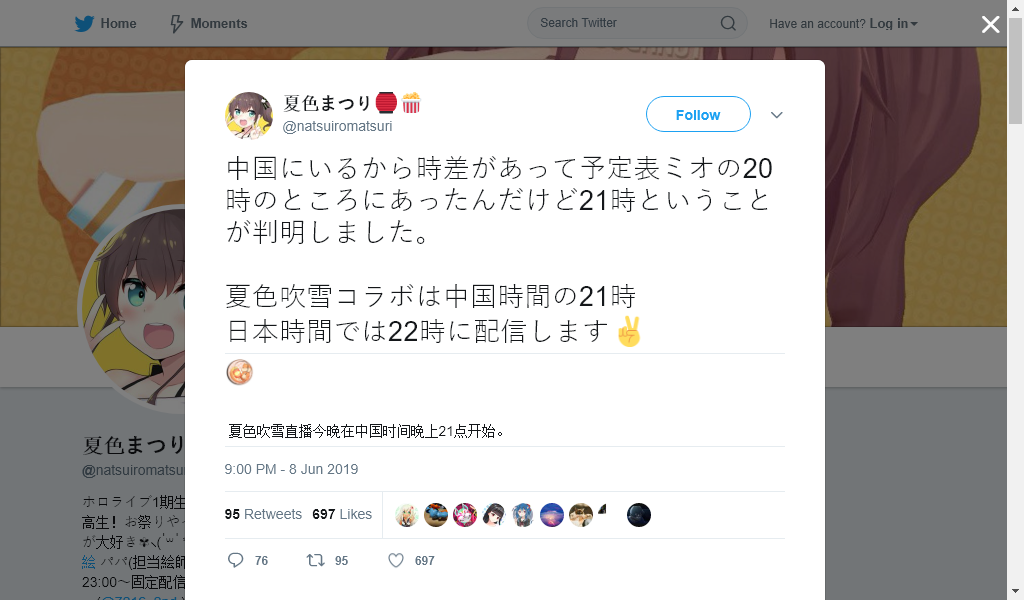 Home
Moments
Search Twitter
Have an account? Log in
夏色まつり🏮🍿
@natsuiromatsuri
Follow
中国にいるから時差があって予定表ミオの20
時のところにあったんだけど21時ということ
が判明しました。
夏色吹雪コラボは中国時間の21時
日本時間では22時に配信します✌
夏色吹雪直播今晚在中国时间晚上21点开始。
9:00 PM - 8 Jun 2019
95 Retweets 697 Likes
76 95 697
夏色まつり
@natsuiromatsu
ホロライブ1期生
高生！お祭りや
が大好き
絵 パパ(担当絵師
23:00〜固定配信